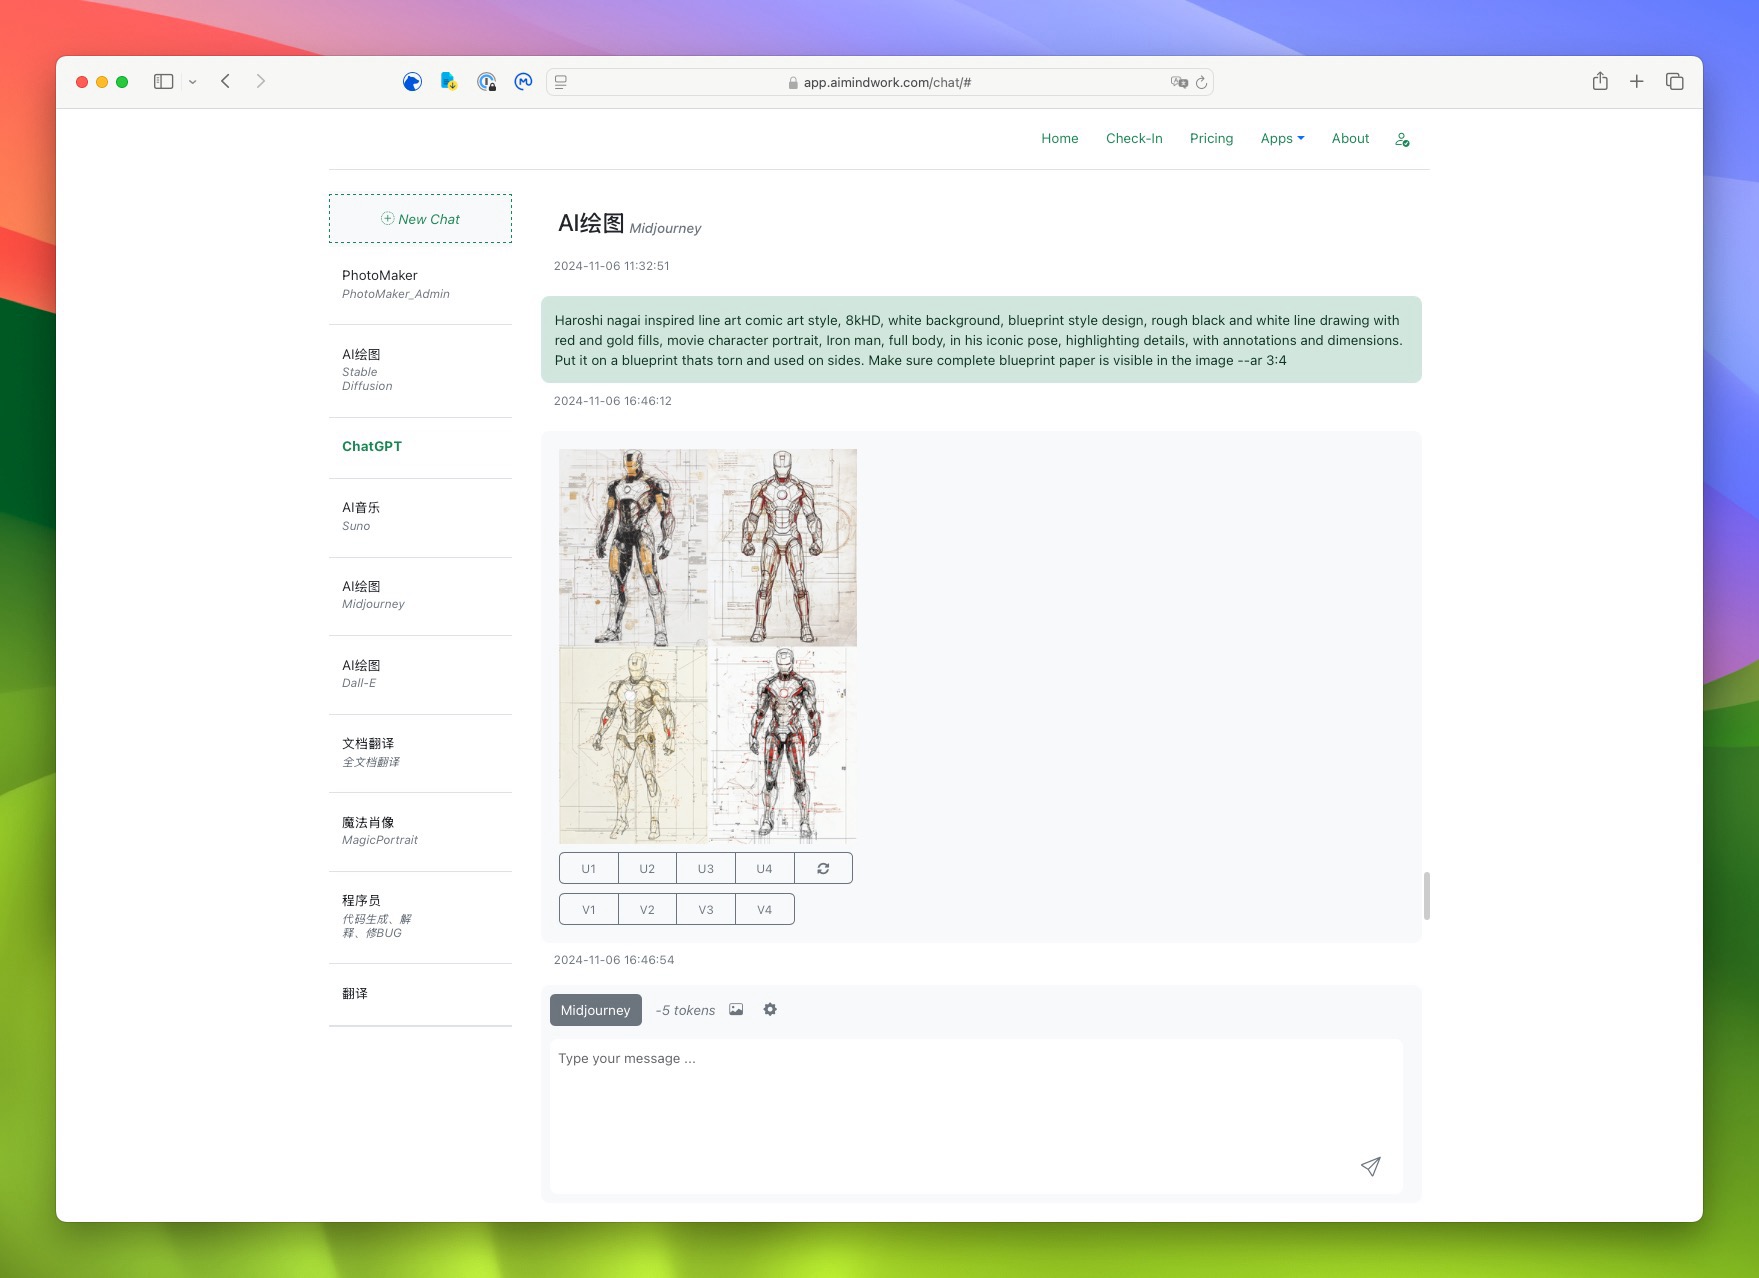 app.aimindwork.com/chat/#
Home Check-In Pricing Apps About
New Chat
PhotoMaker
PhotoMaker_Admin
AI绘图
Stable
Diffusion
ChatGPT
AI音乐
Suno
AI绘图
Midjourney
AI绘图
Dall-E
文档翻译
全文档翻译
魔法肖像
MagicPortrait
程序员
代码生成、解
释、修BUG
翻译
AI绘图 Midjourney
2024-11-06 11:32:51
Haroshi nagai inspired line art comic art style, 8kHD, white background, blueprint style design, rough black and white line drawing with
red and gold fills, movie character portrait, Iron man, full body, in his iconic pose, highlighting details, with annotations and dimensions.
Put it on a blueprint thats torn and used on sides. Make sure complete blueprint paper is visible in the image --ar 3:4
2024-11-06 16:46:12
U1 U2 U3 U4
V1 V2 V3 V4
2024-11-06 16:46:54
Midjourney -5 tokens
Type your message ...